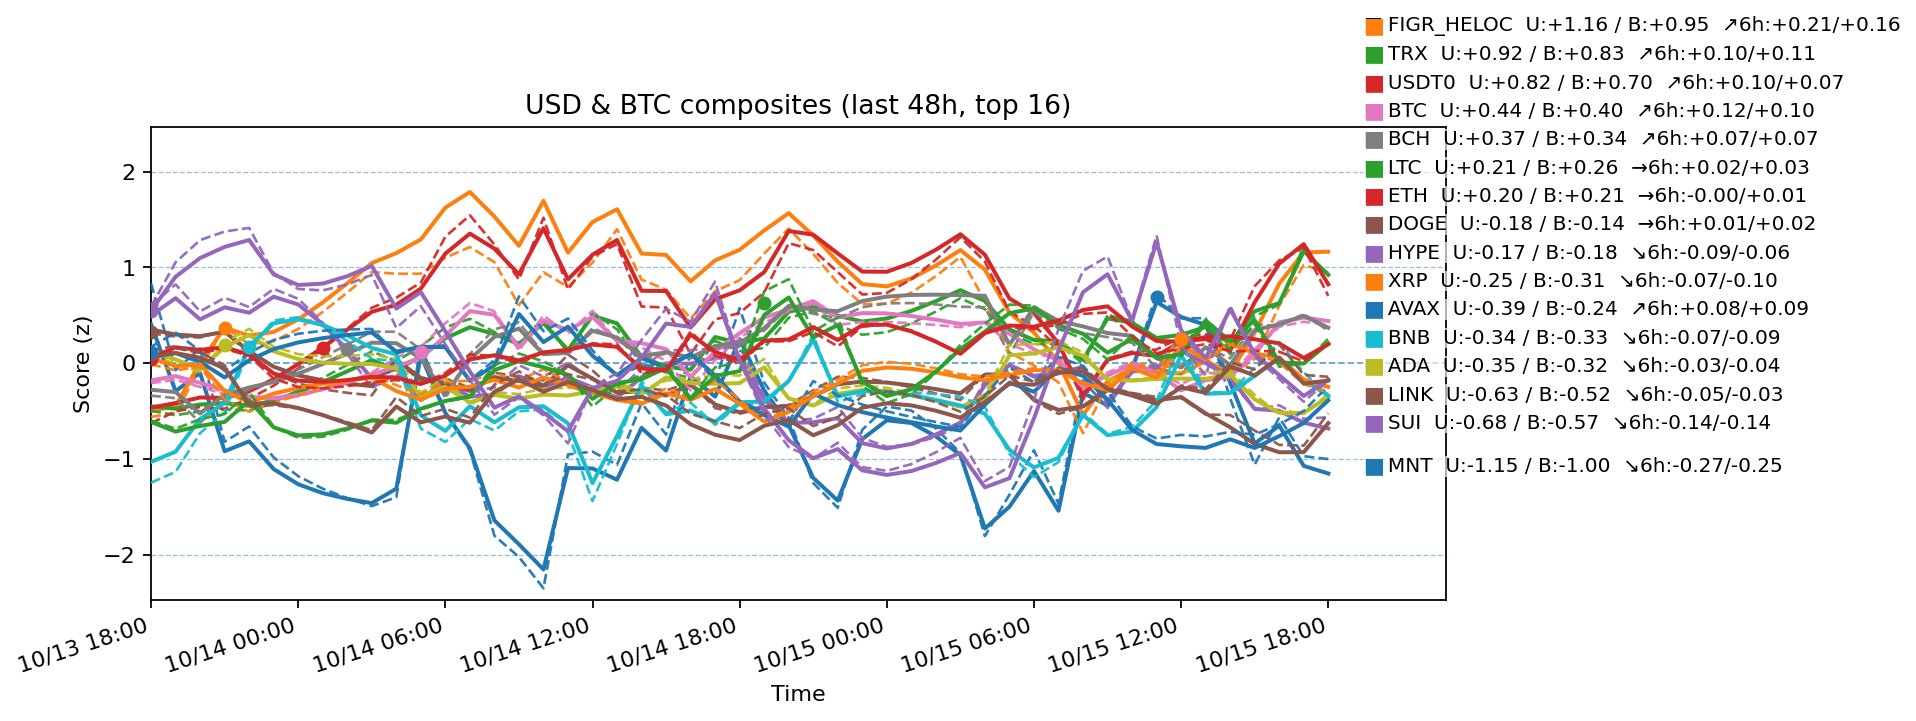 FIGR_HELOC U:+1.16 / B:+0.95 ↗6h:+0.21/+0.16
TRX U:+0.92 / B:+0.83 ↗6h:+0.10/+0.11
USDT0 U:+0.82 / B:+0.70 ↗6h:+0.10/+0.07
BTC U:+0.44 / B:+0.40 ↗6h:+0.12/+0.10
BCH U:+0.37 / B:+0.34 ↗6h:+0.07/+0.07
LTC U:+0.21 / B:+0.26 →6h:+0.02/+0.03
ETH U:+0.20 / B:+0.21 →6h:-0.00/+0.01
DOGE U:-0.18 / B:-0.14 →6h:+0.01/+0.02
HYPE U:-0.17 / B:-0.18 ↘6h:-0.09/-0.06
XRP U:-0.25 / B:-0.31 ↘6h:-0.07/-0.10
AVAX U:-0.39 / B:-0.24 ↗6h:+0.08/+0.09
BNB U:-0.34 / B:-0.33 ↘6h:-0.07/-0.09
ADA U:-0.35 / B:-0.32 ↘6h:-0.03/-0.04
LINK U:-0.63 / B:-0.52 ↘6h:-0.05/-0.03
SUI U:-0.68 / B:-0.57 ↘6h:-0.14/-0.14
MNT U:-1.15 / B:-1.00 ↘6h:-0.27/-0.25
USD & BTC composites (last 48h, top 16)
Score (z)
2
1
0
−1
−2
10/13 18:00
10/14 00:00
10/14 06:00
10/14 12:00
10/14 18:00
10/15 00:00
10/15 06:00
10/15 12:00
10/15 18:00
Time